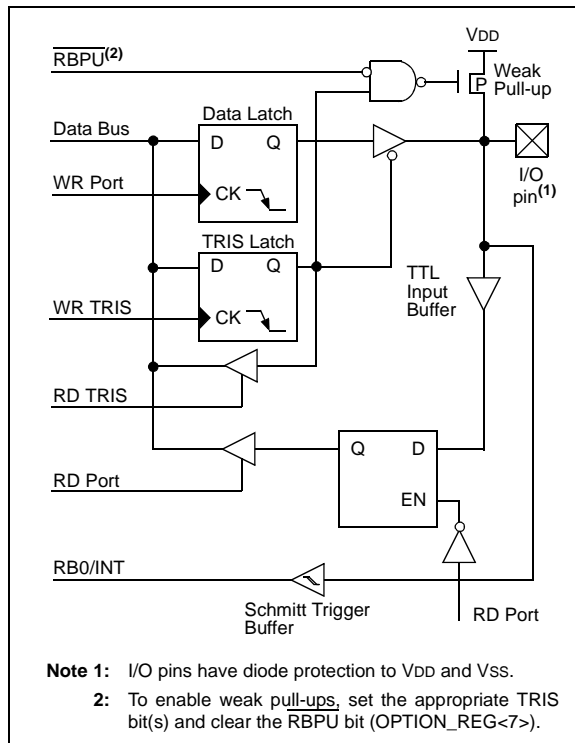 VDD
RBPU(2)
P
Weak
Pull-up
Data Latch
Data Bus
D
Q
WR Port
CK
I/O
pin(1)
TRIS Latch
D
Q
TTL
Input
Buffer
WR TRIS
CK
RD TRIS
Q
D
RD Port
EN
RB0/INT
Schmitt Trigger
Buffer
RD Port
Note 1: I/O pins have diode protection to VDD and VSS.
2: To enable weak pull-ups, set the appropriate TRIS
bit(s) and clear the RBPU bit (OPTION_REG<7>).